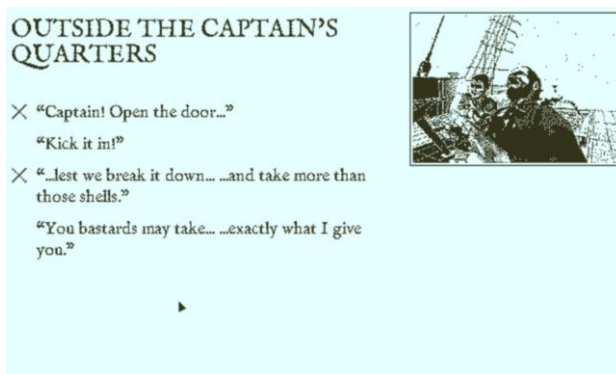 OUTSIDE THE CAPTAIN'S
QUARTERS
"Captain! Open the door..."
"Kick it in!"
"...lest we break it down... ...and take more than
those shells."
"You bastards may take... ...exactly what I give
you."